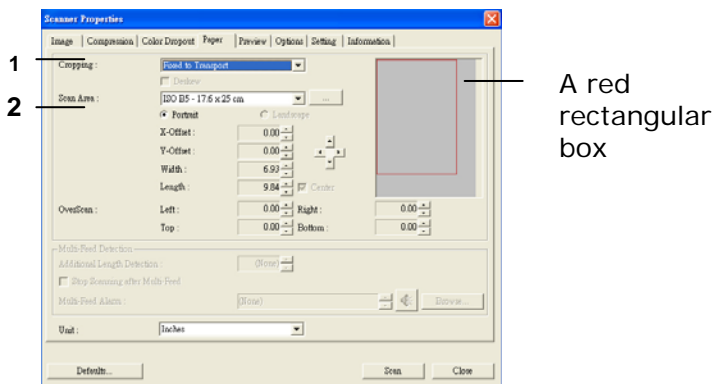 Scanner Properties
Image Compression Color Dropout Paper Preview Options Setting Information
1
Cropping : Fixed to Transport
Deskew
2
Scan Area : ISO B5 - 17.6 x 25 cm ...
Portrait Landscape
X-Offset : 0.00
Y-Offset : 0.00
Width : 6.93
Length : 9.84 Center
OverScan : Left : 0.00 Right : 0.00
Top : 0.00 Bottom : 0.00
Multi-Feed Detection
Additional Length Detection : (None)
Stop Scanning after Multi-Feed
Multi-Feed Alarm : (None) Browse...
Unit : Inches
Defaults... Scan Close
A red
rectangular
box